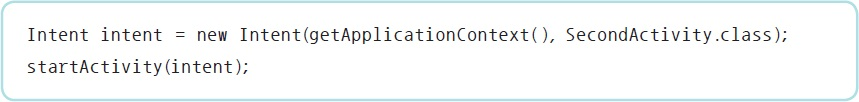 Intent intent = new Intent(getApplicationContext(), SecondActivity.class);
startActivity(intent);